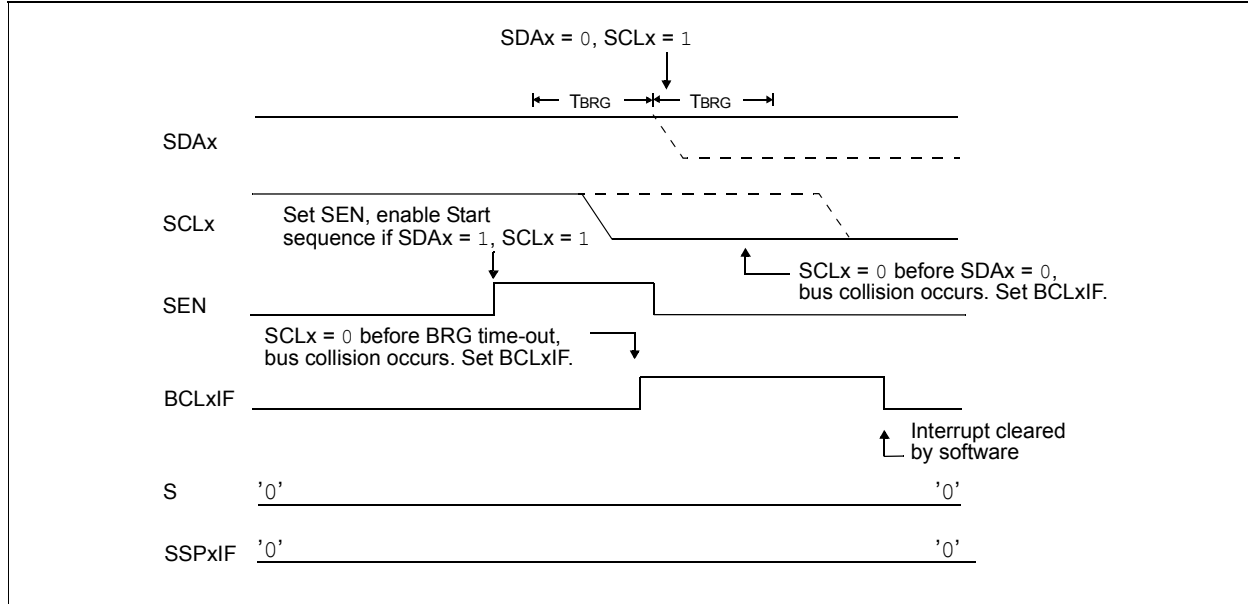 SDAx = 0, SCLx = 1
TBRG TBRG
SDAx
SCLx
Set SEN, enable Start
sequence if SDAx = 1, SCLx = 1
SCLx = 0 before SDAx = 0,
bus collision occurs. Set BCLxIF.
SEN
SCLx = 0 before BRG time-out,
bus collision occurs. Set BCLxIF.
BCLxIF
Interrupt cleared
by software
S '0' '0'
SSPxIF '0' '0'